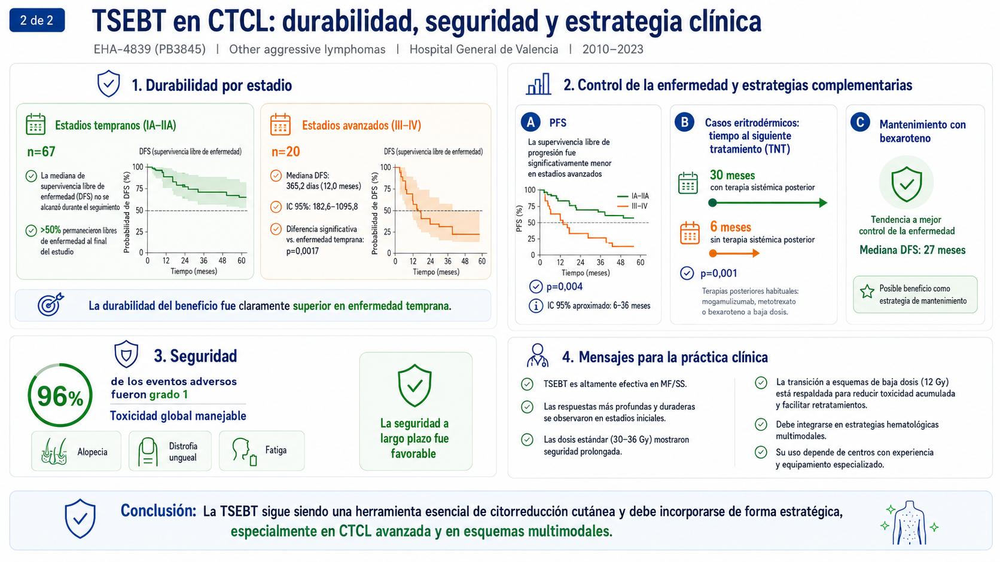 2 de 2
TSEBT en CTCL: durabilidad, seguridad y estrategia clínica
EHA-4839 (PB3845) | Other aggressive lymphomas | Hospital General de Valencia | 2010–2023
1. Durabilidad por estadio
Estadios tempranos (IA–IIA)
n=67
La mediana de
supervivencia libre de
enfermedad (DFS) no se
alcanzó durante el seguimiento
>50% permanecieron libres
de enfermedad al final
del estudio
DFS (supervivencia libre de enfermedad)
Probabilidad de DFS (%)
100
75
50
25
0
0 12 24 36 48 60
Tiempo (meses)
Estadios avanzados (III–IV)
n=20
Mediana DFS:
365,2 días (12,0 meses)
IC 95%: 182,6–1095,8
Diferencia significativa
vs. enfermedad temprana:
p=0,0017
DFS (supervivencia libre de enfermedad)
Probabilidad de DFS (%)
100
75
50
25
0
0 12 24 36 48 60
Tiempo (meses)
La durabilidad del beneficio fue claramente superior en enfermedad temprana.
2. Control de la enfermedad y estrategias complementarias
A PFS
La supervivencia libre de
progresión fue
significativamente menor
en estadios avanzados
PFS (%)
100
75
50
25
0
IA–IIA
III–IV
0 12 24 36 48 60
Tiempo (meses)
p=0,004
IC 95% aproximado: 6–36 meses
B Casos eritrodérmicos:
tiempo al siguiente
tratamiento (TNT)
30 meses
con terapia sistémica posterior
6 meses
sin terapia sistémica posterior
p=0,001
Terapias posteriores habituales:
mogamulizumab, metotrexato
o bexaroteno a baja dosis.
C Mantenimiento con
bexaroteno
Tendencia a mejor
control de la enfermedad
Mediana DFS: 27 meses
Posible beneficio como
estrategia de mantenimiento
3. Seguridad
96%
de los eventos adversos
fueron grado 1
Toxicidad global manejable
Alopecia
Distrofia
ungueal
Fatiga
La seguridad a
largo plazo fue
favorable
4. Mensajes para la práctica clínica
TSEBT es altamente efectiva en MF/SS.
Las respuestas más profundas y duraderas
se observaron en estadios iniciales.
Las dosis estándar (30–36 Gy) mostraron
seguridad prolongada.
La transición a esquemas de baja dosis (12 Gy)
está respaldada para reducir toxicidad acumulada
y facilitar retratamientos.
Debe integrarse en estrategias hematológicas
multimodales.
Su uso depende de centros con experiencia
y equipamiento especializado.
Conclusión: La TSEBT sigue siendo una herramienta esencial de citorreducción cutánea y debe incorporarse de forma estratégica,
especialmente en CTCL avanzada y en esquemas multimodales.